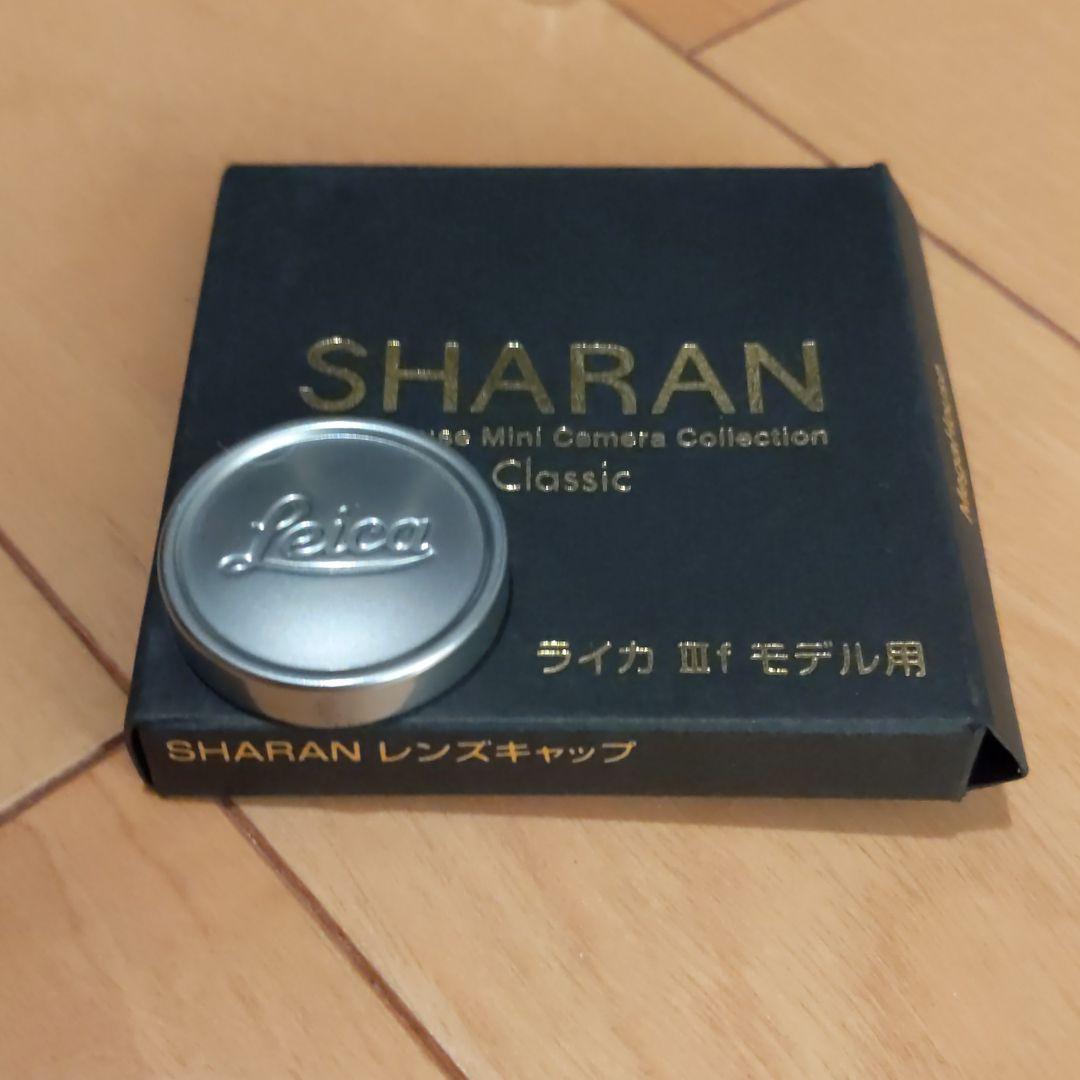 SHARAN
Mini Camera Collection
Classic
Leica
ライカ Ⅲf モデル用
SHARAN レンズキャップ